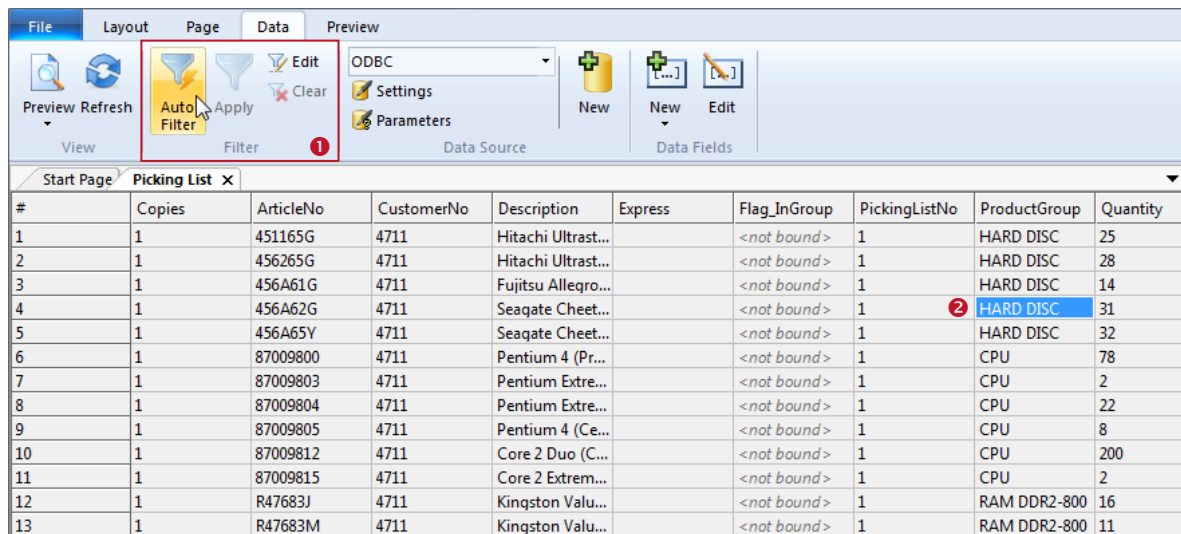 File Layout Page Data Preview
Edit ODBC
Clear Settings
Preview Refresh Auto Filter Apply New New Edit
Parameters
View Filter 1 Data Source Data Fields
Start Page Picking List X
# Copies ArticleNo CustomerNo Description Express Flag_InGroup PickingListNo ProductGroup Quantity
1 1 451165G 4711 Hitachi Ultrast... <not bound> 1 HARD DISC 25
2 1 456265G 4711 Hitachi Ultrast... <not bound> 1 HARD DISC 28
3 1 456A61G 4711 Fujitsu Allegro... <not bound> 1 HARD DISC 14
4 1 456A62G 4711 Seagate Cheet... <not bound> 1 2 HARD DISC 31
5 1 456A65Y 4711 Seagate Cheet... <not bound> 1 HARD DISC 32
6 1 87009800 4711 Pentium 4 (Pr... <not bound> 1 CPU 78
7 1 87009803 4711 Pentium Extre... <not bound> 1 CPU 2
8 1 87009804 4711 Pentium Extre... <not bound> 1 CPU 22
9 1 87009805 4711 Pentium 4 (Ce... <not bound> 1 CPU 8
10 1 87009812 4711 Core 2 Duo (C... <not bound> 1 CPU 200
11 1 87009815 4711 Core 2 Extrem... <not bound> 1 CPU 2
12 1 R47683J 4711 Kingston Valu... <not bound> 1 RAM DDR2-800 16
13 1 R47683M 4711 Kingston Valu... <not bound> 1 RAM DDR2-800 11